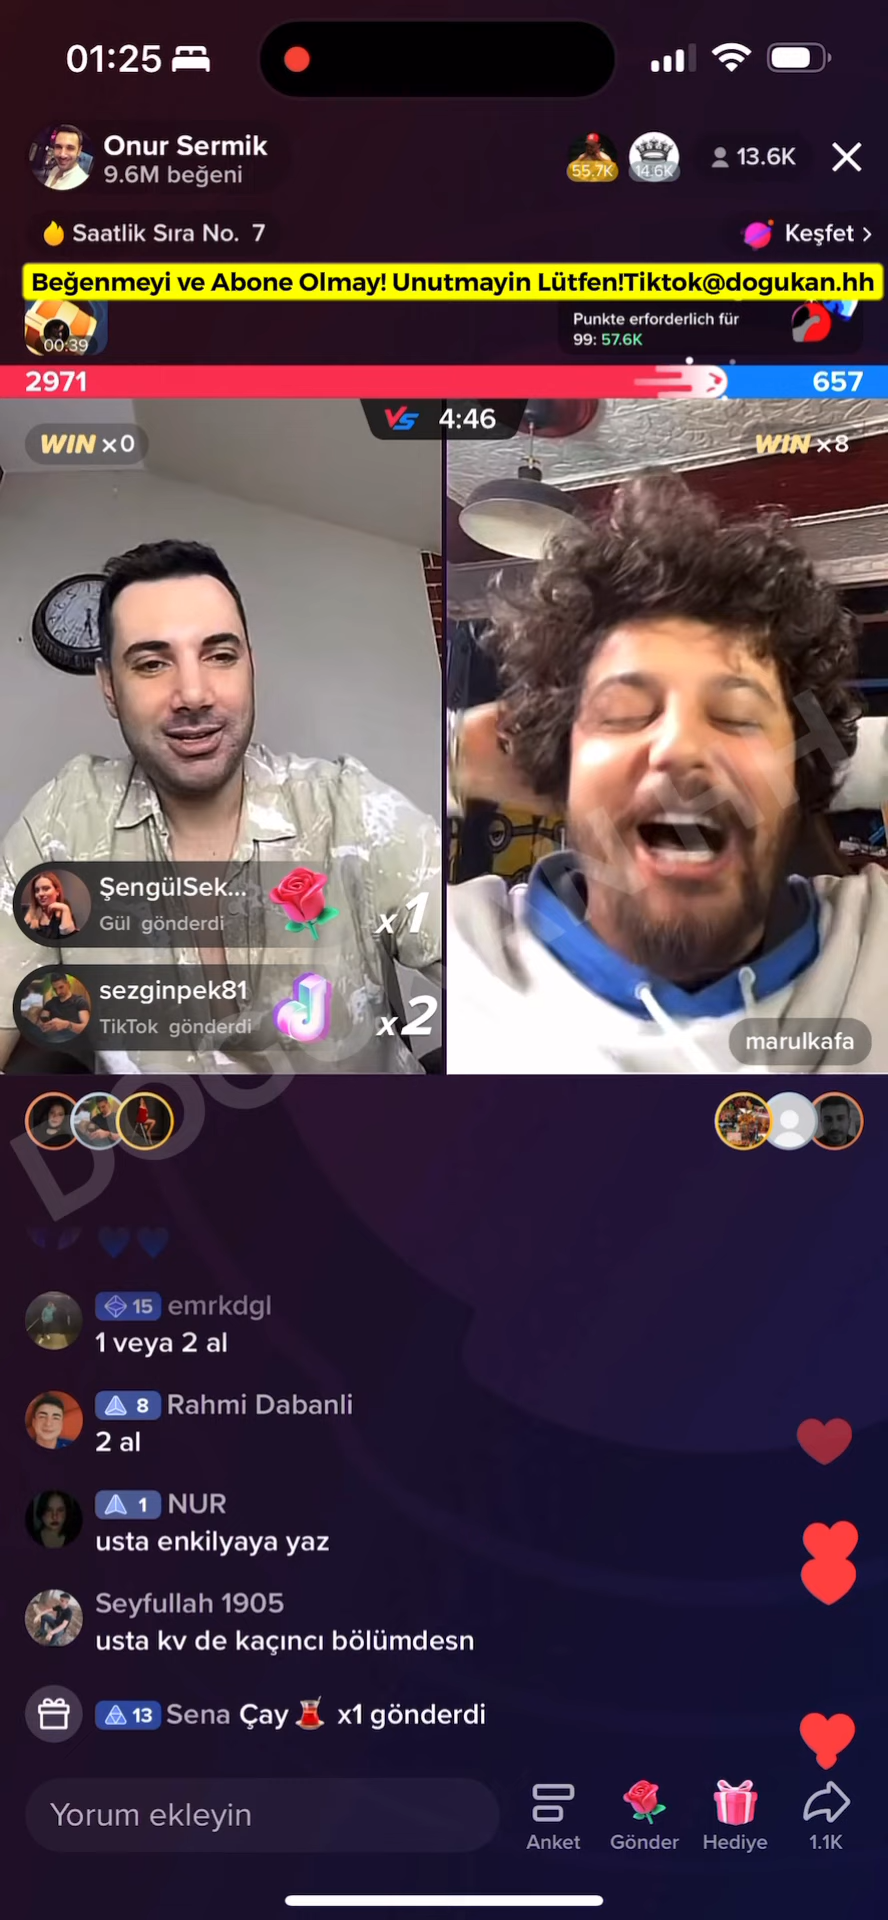 01:25
Onur Sermik
9.6M beğeni
55.7K
14.6K
13.6K
Saatlik Sıra No. 7
Keşfet >
Beğenmeyi ve Abone Olmay! Unutmayin Lütfen!Tiktok@dogukan.hh
00:39
Punkte erforderlich für
99: 57.6K
2971
657
VS 4:46
WIN x0
WIN x8
ŞengülSek...
Gül gönderdi
x1
sezginpek81
TikTok gönderdi
x2
marulkafa
15 emrkdgl
1 veya 2 al
8 Rahmi Dabanli
2 al
1 NUR
usta enkilyaya yaz
Seyfullah 1905
usta kv de kaçıncı bölümdesn
13 Sena Çay x1 gönderdi
Yorum ekleyin
Anket
Gönder
Hediye
1.1K